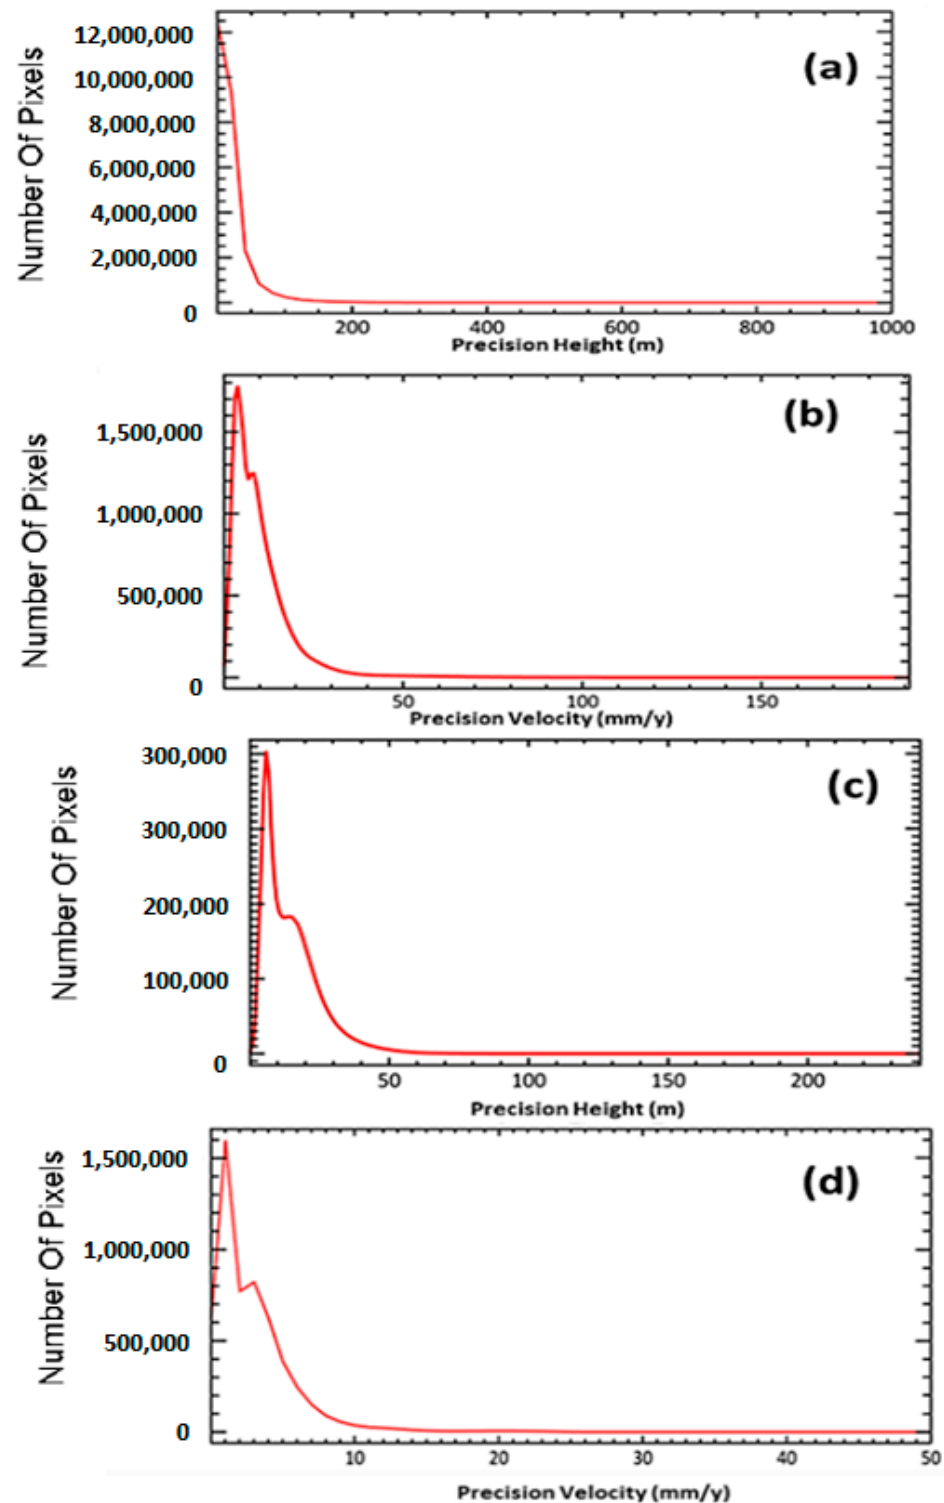 Number Of Pixels
12,000,000
10,000,000
8,000,000
6,000,000
4,000,000
2,000,000
0
(a)
200 400 600 800 1000
Precision Height (m)
Number Of Pixels
1,500,000
1,000,000
500,000
0
(b)
50 100 150
Precision Velocity (mm/y)
Number Of Pixels
300,000
300,000
200,000
100,000
0
(c)
50 100 150 200
Precision Height (m)
Number Of Pixels
1,500,000
1,000,000
500,000
0
(d)
10 20 30 40 50
Precision Velocity (mm/y)